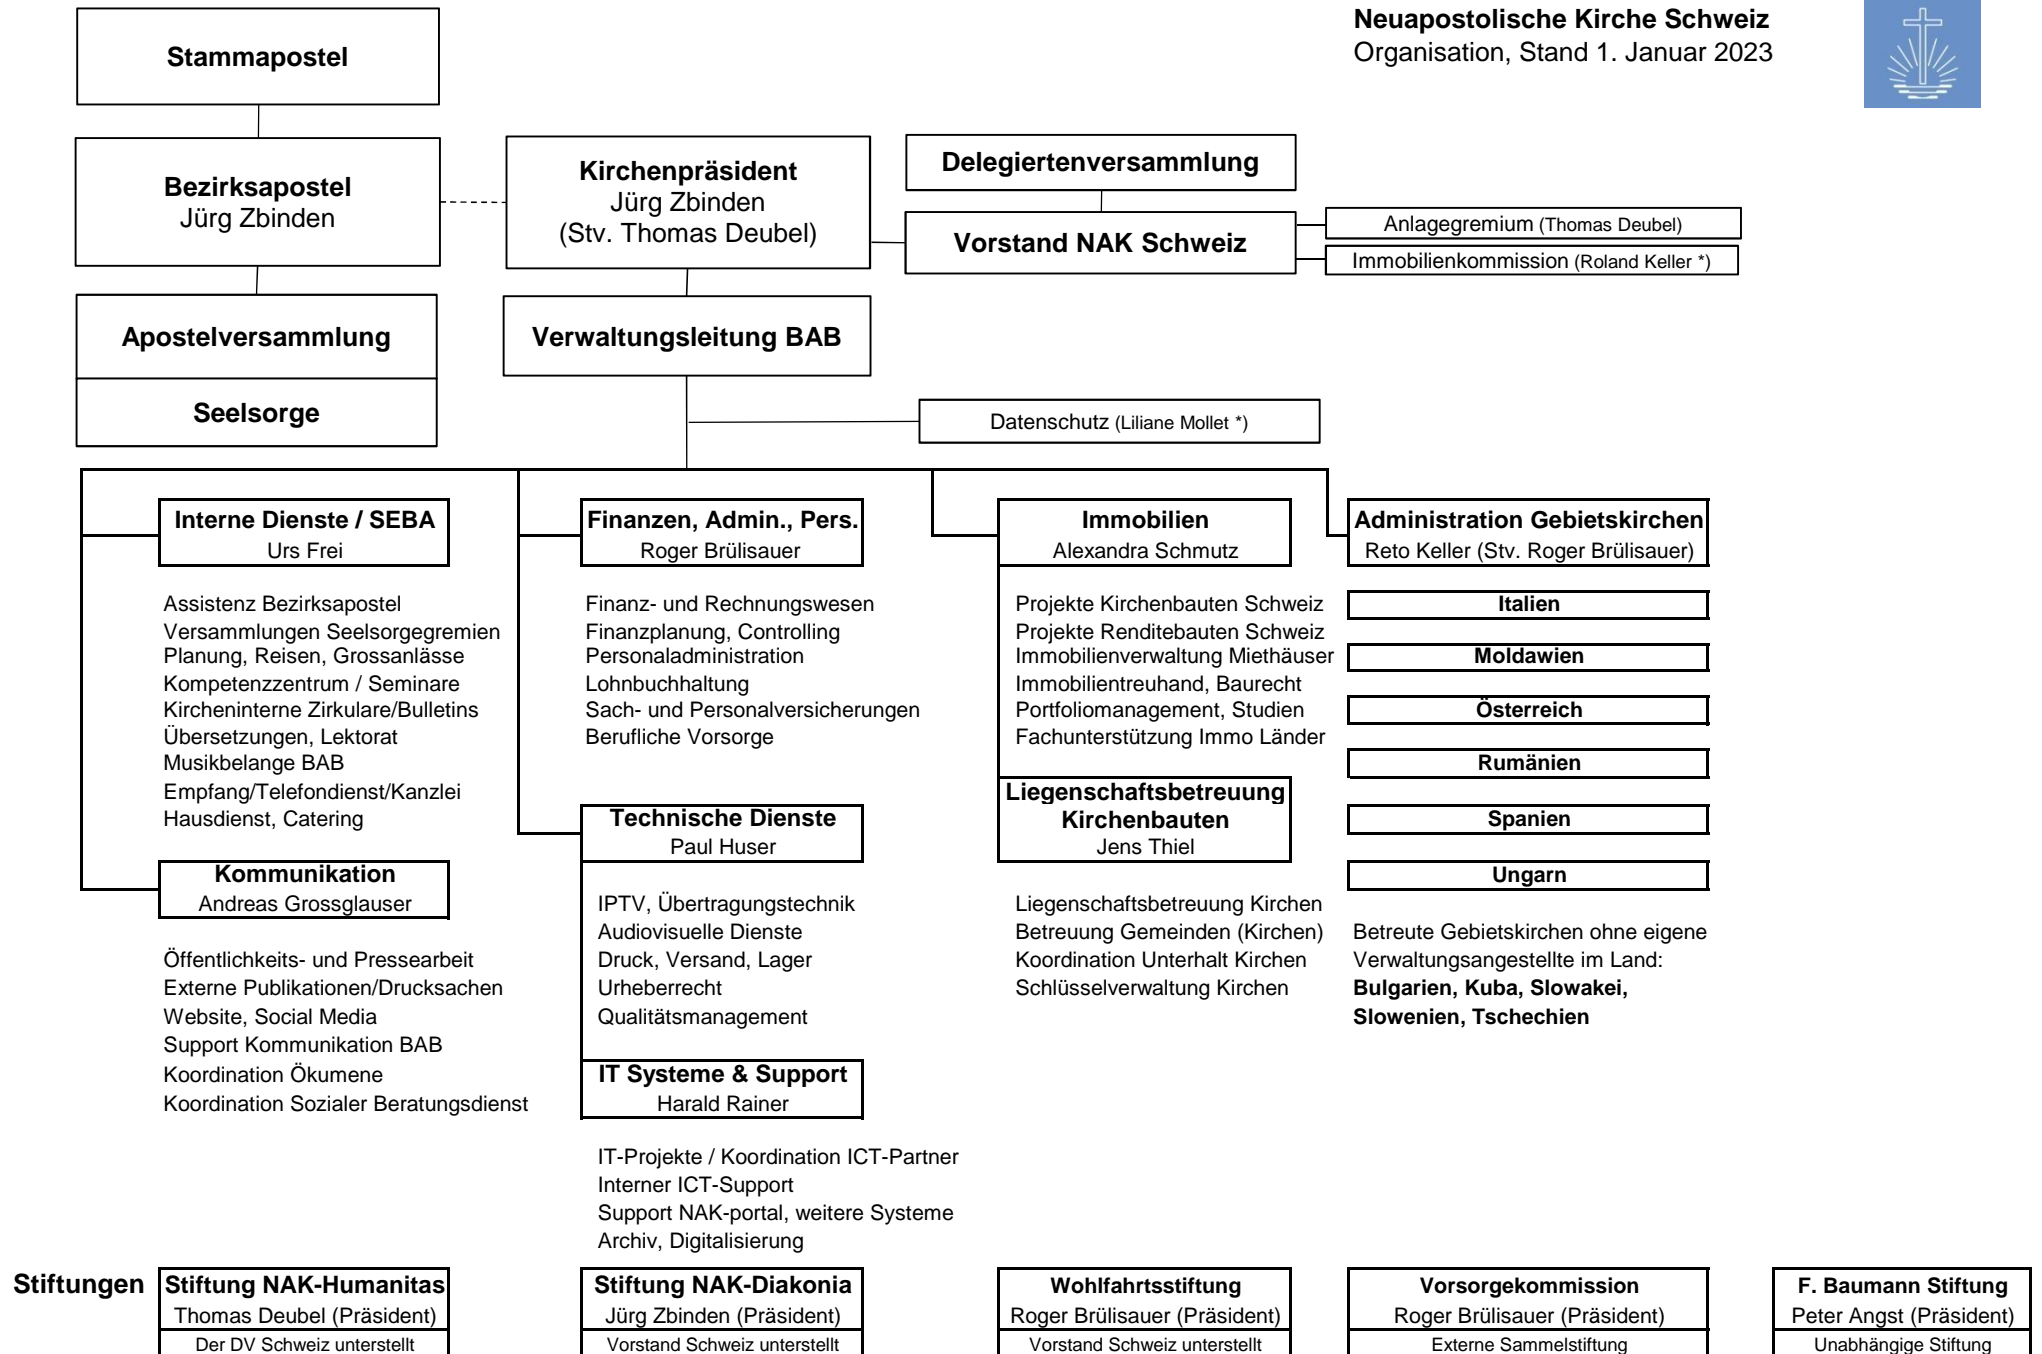 Neuapostolische Kirche Schweiz
Organisation, Stand 1. Januar 2023
Stammapostel
Bezirksapostel
Jürg Zbinden
Kirchenpräsident
Jürg Zbinden
(Stv. Thomas Deubel)
Delegiertenversammlung
Vorstand NAK Schweiz
Anlagegremium (Thomas Deubel)
Immobilienkommission (Roland Keller *)
Apostelversammlung
Seelsorge
Verwaltungsleitung BAB
Datenschutz (Liliane Mollet *)
Interne Dienste / SEBA
Urs Frei
Assistenz Bezirksapostel
Versammlungen Seelsorgegremien
Planung, Reisen, Grossanlässe
Kompetenzzentrum / Seminare
Kircheninterne Zirkulare/Bulletins
Übersetzungen, Lektorat
Musikbelange BAB
Empfang/Telefondienst/Kanzlei
Hausdienst, Catering
Kommunikation
Andreas Grossglauser
Öffentlichkeits- und Pressearbeit
Externe Publikationen/Drucksachen
Website, Social Media
Support Kommunikation BAB
Koordination Ökumene
Koordination Sozialer Beratungsdienst
Finanzen, Admin., Pers.
Roger Brülisauer
Finanz- und Rechnungswesen
Finanzplanung, Controlling
Personaladministration
Lohnbuchhaltung
Sach- und Personalversicherungen
Berufliche Vorsorge
Technische Dienste
Paul Huser
IPTV, Übertragungstechnik
Audiovisuelle Dienste
Druck, Versand, Lager
Urheberrecht
Qualitätsmanagement
IT Systeme & Support
Harald Rainer
IT-Projekte / Koordination ICT-Partner
Interner ICT-Support
Support NAK-portal, weitere Systeme
Archiv, Digitalisierung
Immobilien
Alexandra Schmutz
Projekte Kirchenbauten Schweiz
Projekte Renditebauten Schweiz
Immobilienverwaltung Miethäuser
Immobilientreuhand, Baurecht
Portfoliomanagement, Studien
Fachunterstützung Immo Länder
Liegenschaftsbetreuung
Kirchenbauten
Jens Thiel
Liegenschaftsbetreuung Kirchen
Betreuung Gemeinden (Kirchen)
Koordination Unterhalt Kirchen
Schlüsselverwaltung Kirchen
Administration Gebietskirchen
Reto Keller (Stv. Roger Brülisauer)
Italien
Moldawien
Österreich
Rumänien
Spanien
Ungarn
Betreute Gebietskirchen ohne eigene
Verwaltungsangestellte im Land:
Bulgarien, Kuba, Slowakei,
Slowenien, Tschechien
Stiftungen
Stiftung NAK-Humanitas
Thomas Deubel (Präsident)
Der DV Schweiz unterstellt
Stiftung NAK-Diakonia
Jürg Zbinden (Präsident)
Vorstand Schweiz unterstellt
Wohlfahrtsstiftung
Roger Brülisauer (Präsident)
Vorstand Schweiz unterstellt
Vorsorgekommission
Roger Brülisauer (Präsident)
Externe Sammelstiftung
F. Baumann Stiftung
Peter Angst (Präsident)
Unabhängige Stiftung